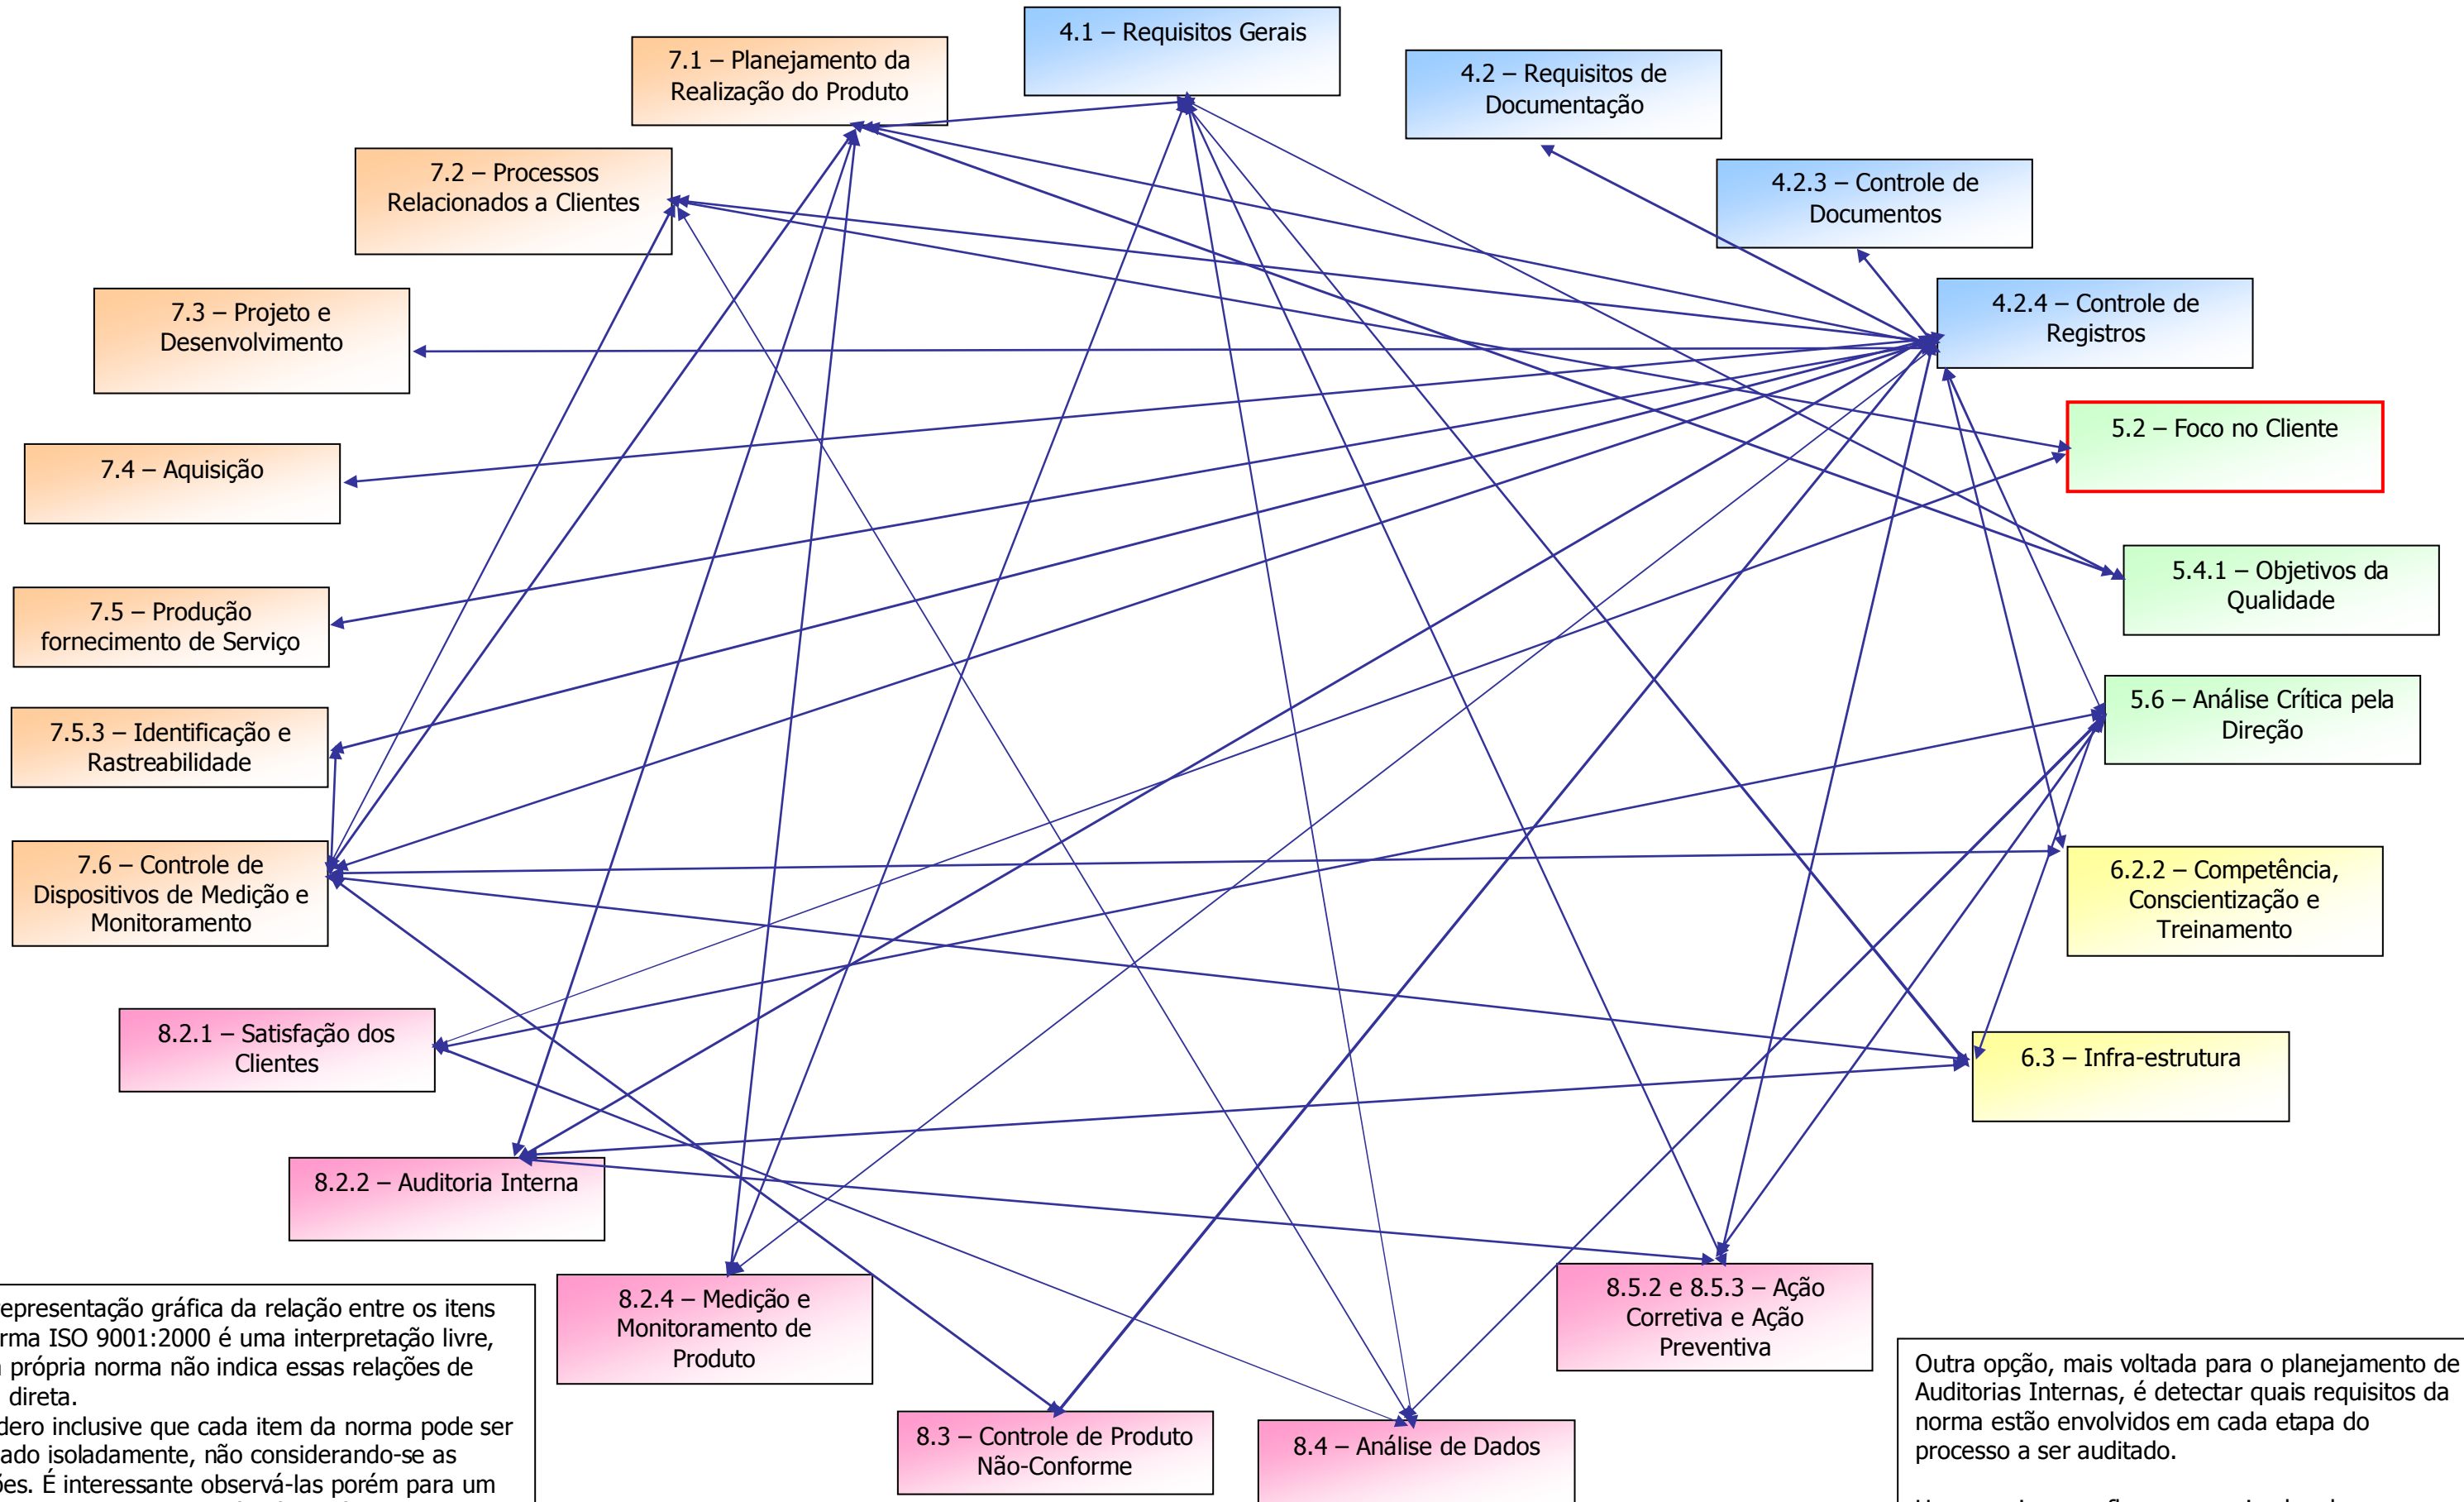 4.1 – Requisitos Gerais
7.1 – Planejamento da
Realização do Produto
4.2 – Requisitos de
Documentação
7.2 – Processos
Relacionados a Clientes
4.2.3 – Controle de
Documentos
7.3 – Projeto e
Desenvolvimento
4.2.4 – Controle de
Registros
5.2 – Foco no Cliente
7.4 – Aquisição
5.4.1 – Objetivos da
Qualidade
7.5 – Produção
fornecimento de Serviço
5.6 – Análise Crítica pela
Direção
7.5.3 – Identificação e
Rastreabilidade
7.6 – Controle de
Dispositivos de Medição e
Monitoramento
6.2.2 – Competência,
Conscientização e
Treinamento
8.2.1 – Satisfação dos
Clientes
6.3 – Infra-estrutura
8.2.2 – Auditoria Interna
8.2.4 – Medição e
Monitoramento de
Produto
8.5.2 e 8.5.3 – Ação
Corretiva e Ação
Preventiva
8.3 – Controle de Produto
Não-Conforme
8.4 – Análise de Dados
representação gráfica da relação entre os itens
ISO 9001:2000 é uma interpretação livre,
própria norma não indica essas relações de
direta.
inclusive que cada item da norma pode ser
isoladamente, não considerando-se as
É interessante observá-las porém para um
Outra opção, mais voltada para o planejamento de
Auditorias Internas, é detectar quais requisitos da
norma estão envolvidos em cada etapa do
processo a ser auditado.